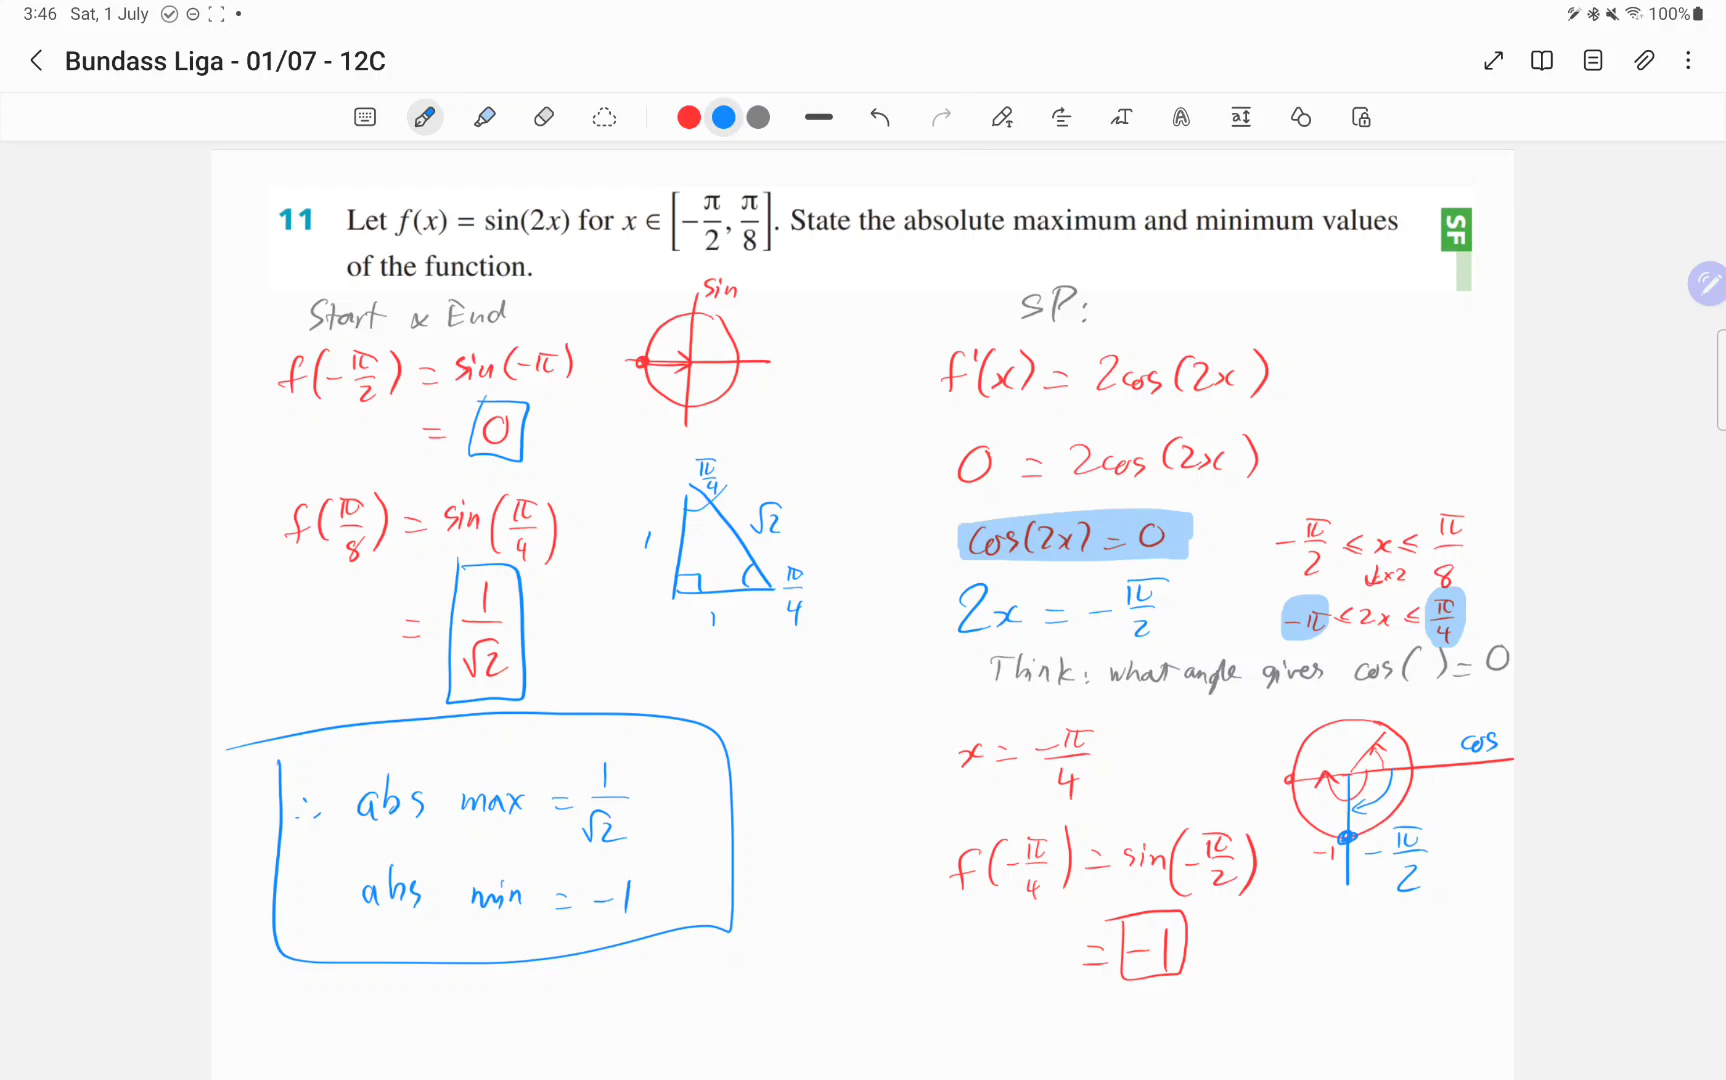 3:46 Sat, 1 July
100%
Bundass Liga - 01/07 - 12C
11 Let f(x) = sin(2x) for x ∈ [-π/2, π/8]. State the absolute maximum and minimum values
of the function.
SF
Start & End
sin
f(-π/2) = sin(-π)
= 0
f(π/8) = sin(π/4)
= 1/√2
π/4
√2
1
π/4
1
∴ abs max = 1/√2
abs min = -1
SP:
f'(x) = 2cos(2x)
0 = 2cos(2x)
cos(2x) = 0
2x = -π/2
-π/2 ≤ x ≤ π/8
↓×2
-π ≤ 2x ≤ π/4
Think: what angle gives cos( ) = 0
x = -π/4
cos
-1
-π/2
f(-π/4) = sin(-π/2)
= -1